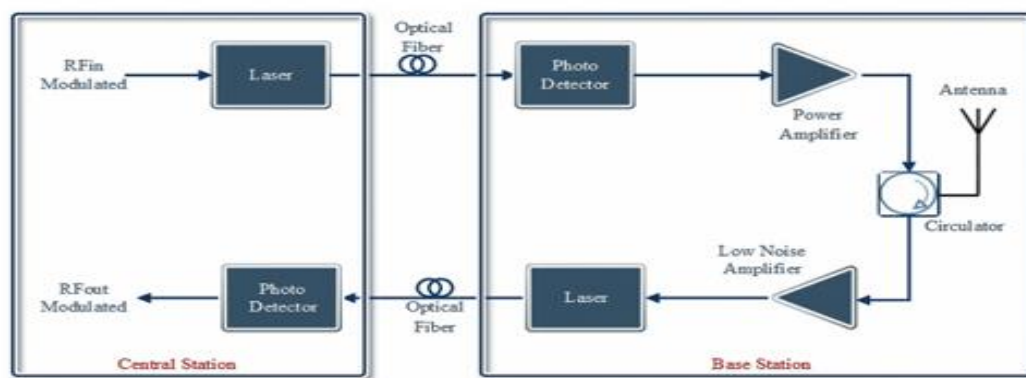 RFin
Modulated
Laser
Optical
Fiber
Photo
Detector
Power
Amplifier
Antenna
Circulator
Low Noise
Amplifier
Laser
Optical
Fiber
Photo
Detector
RFout
Modulated
Central Station
Base Station